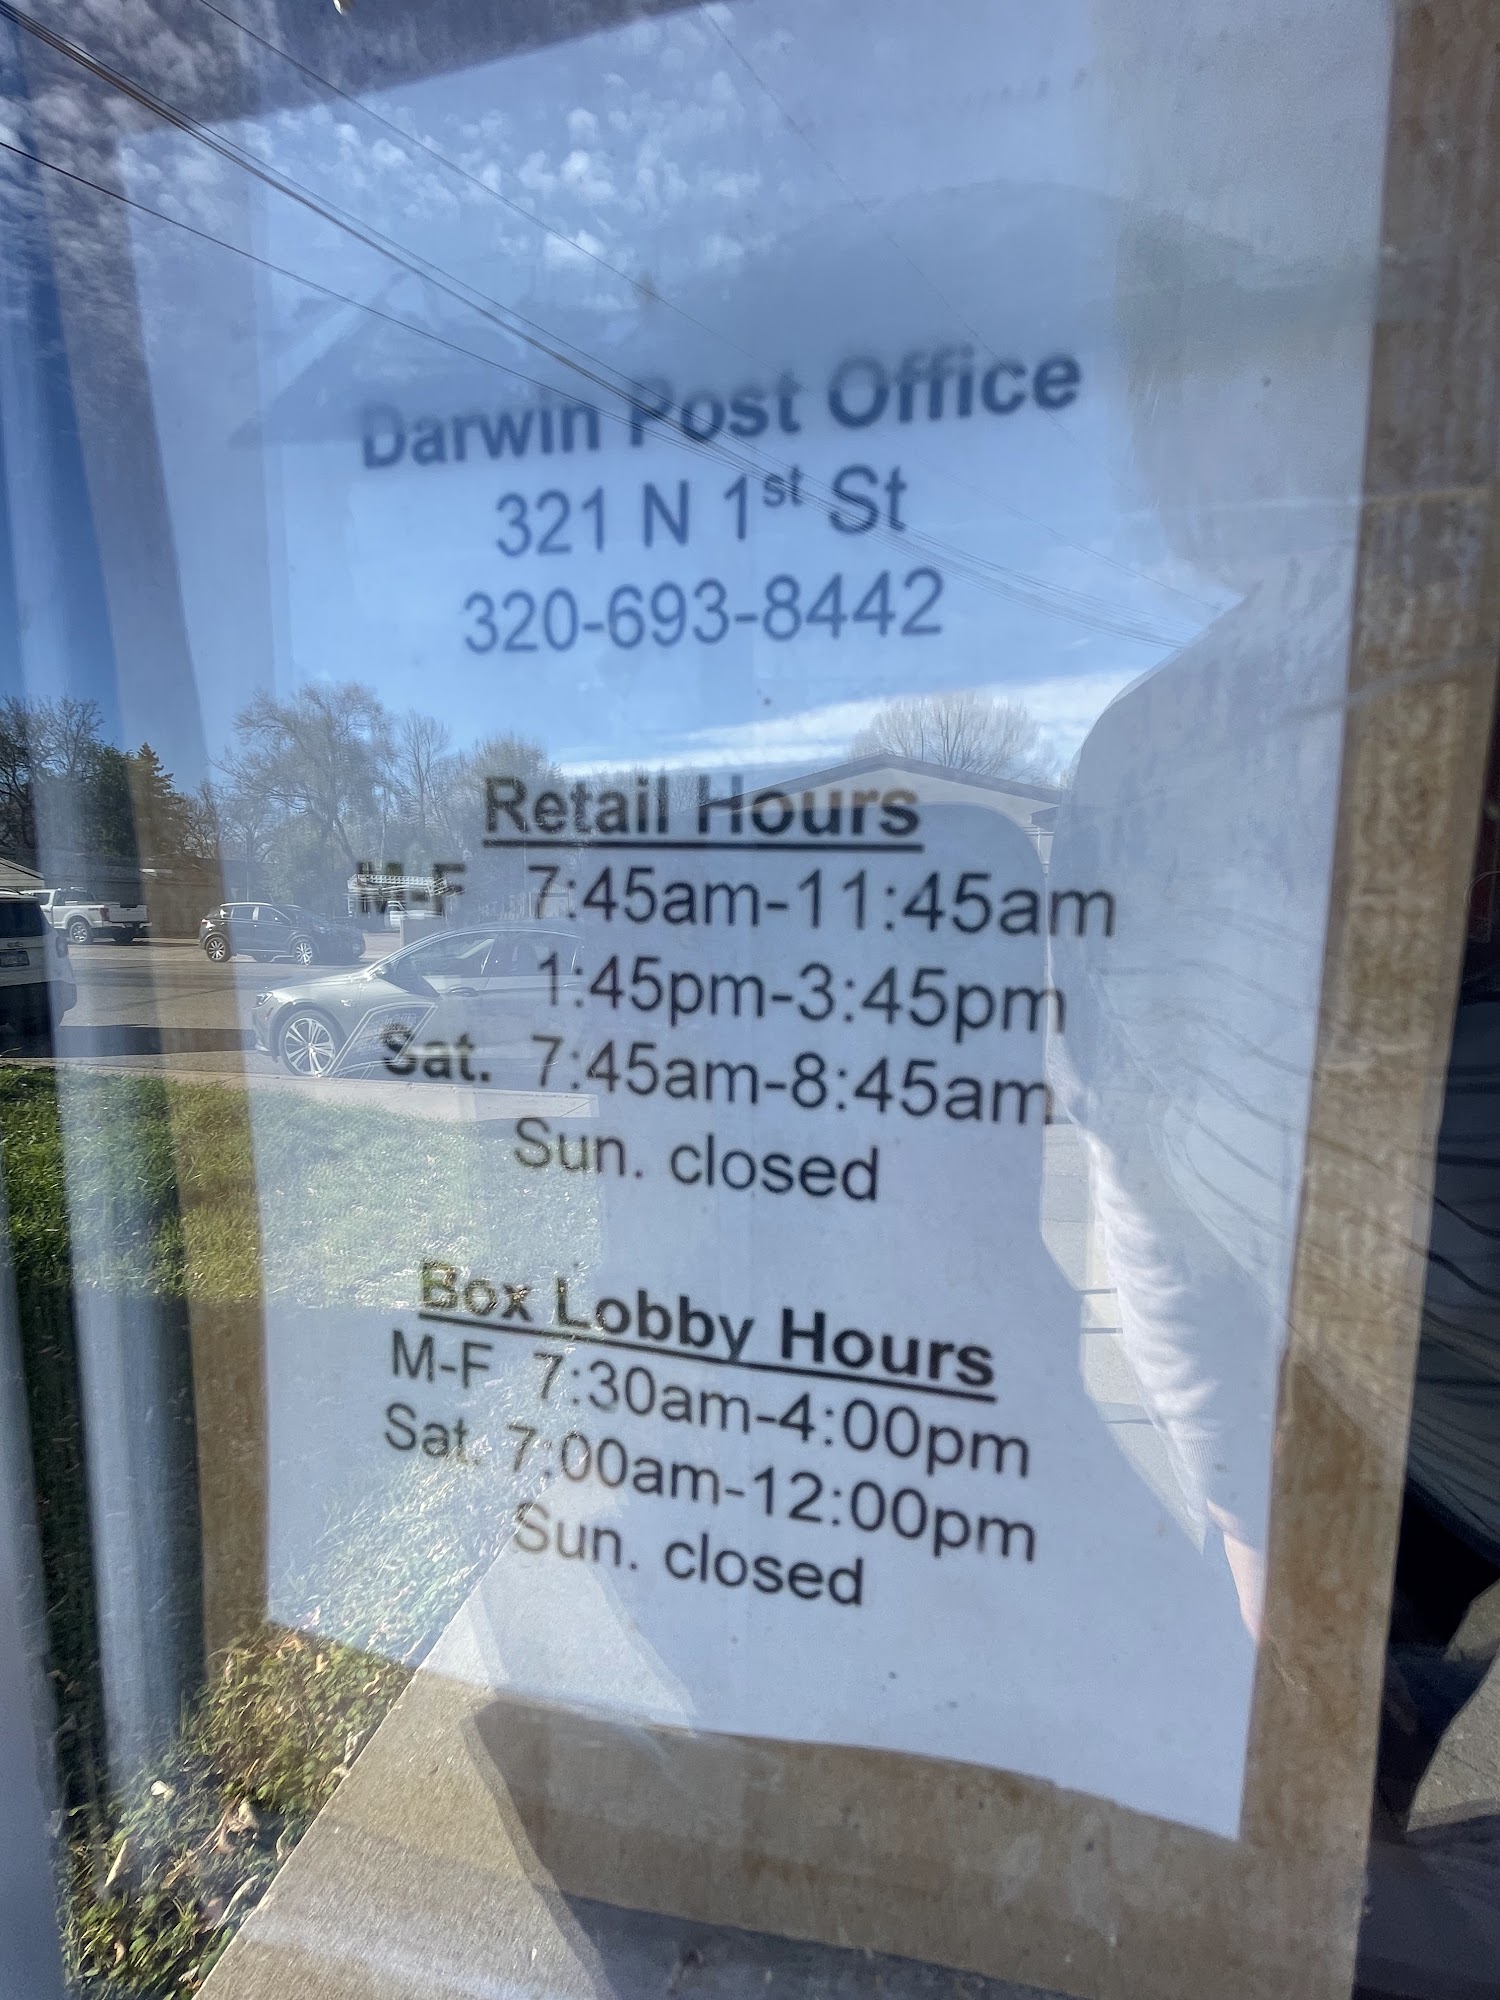 Darwin Post Office
321 N 1st St
320-693-8442
Retail Hours
M-F 7:45am-11:45am
1:45pm-3:45pm
Sat. 7:45am-8:45am
Sun. closed
Box Lobby Hours
M-F 7:30am-4:00pm
Sat. 7:00am-12:00pm
Sun. closed